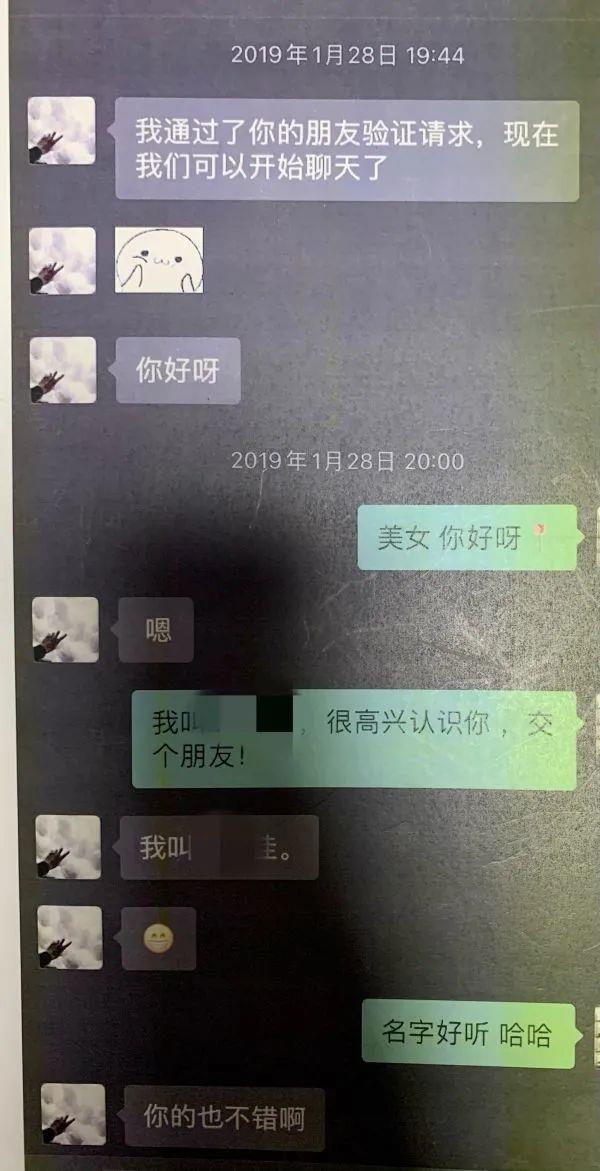 2019年1月28日 19:44
我通过了你的朋友验证请求，现在
我们可以开始聊天了
你好呀
2019年1月28日 20:00
美女 你好呀
嗯
我叫，很高兴认识你，交
个朋友！
我叫
名字好听 哈哈
你的也不错啊